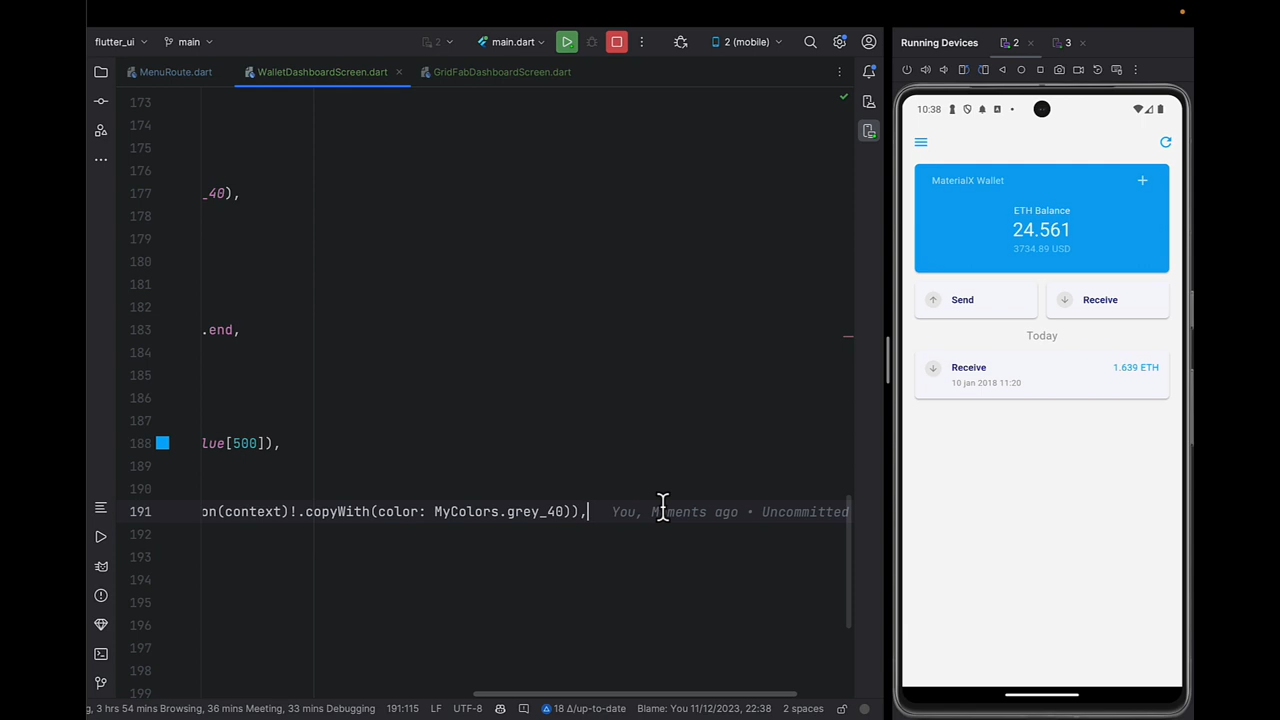 flutter_ui
main
2
main.dart
2 (mobile)
Running Devices
2
3
MenuRoute.dart
WalletDashboardScreen.dart
GridFabDashboardScreen.dart
173
174
175
176
177 _40),
178
179
180
181
182
183 .end,
184
185
186
187
188 lue[500]),
189
190
191 on(context)!.copyWith(color: MyColors.grey_40)), You, Moments ago • Uncommitted
192
193
194
195
196
197
198
199
g, 3 hrs 54 mins Browsing, 36 mins Meeting, 33 mins Debugging
191:115
LF
UTF-8
18 Δ/up-to-date
Blame: You 11/12/2023, 22:38
2 spaces
10:38
MaterialX Wallet
ETH Balance
24.561
3734.89 USD
Send
Receive
Today
Receive 1.639 ETH
10 jan 2018 11:20